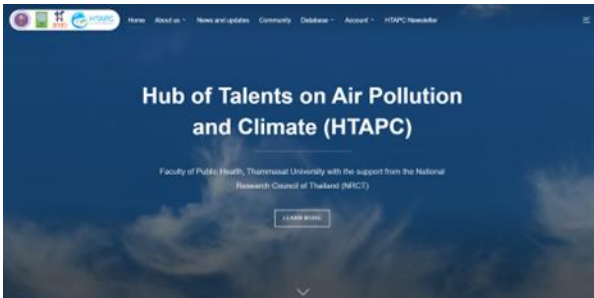 HTAPC
Home About us News and updates Community Database Account HTAPC Newsletter
Hub of Talents on Air Pollution
and Climate (HTAPC)
Faculty of Public Health, Thammasat University with the support from the National
Research Council of Thailand (NRCT)
LEARN MORE